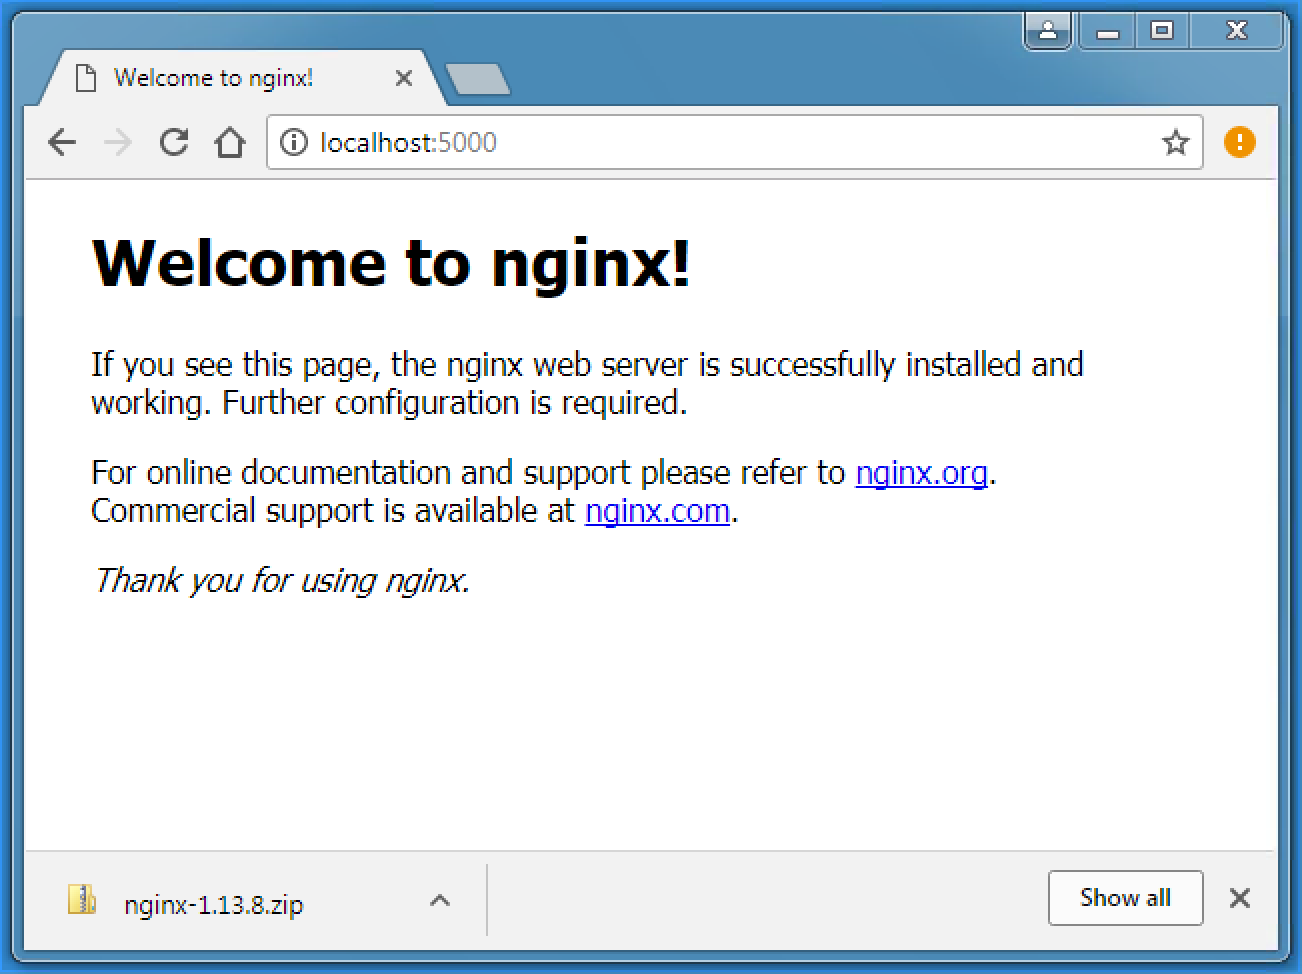 Welcome to nginx!
localhost:5000
Welcome to nginx!
If you see this page, the nginx web server is successfully installed and
working. Further configuration is required.
For online documentation and support please refer to nginx.org.
Commercial support is available at nginx.com.
Thank you for using nginx.
nginx-1.13.8.zip
Show all